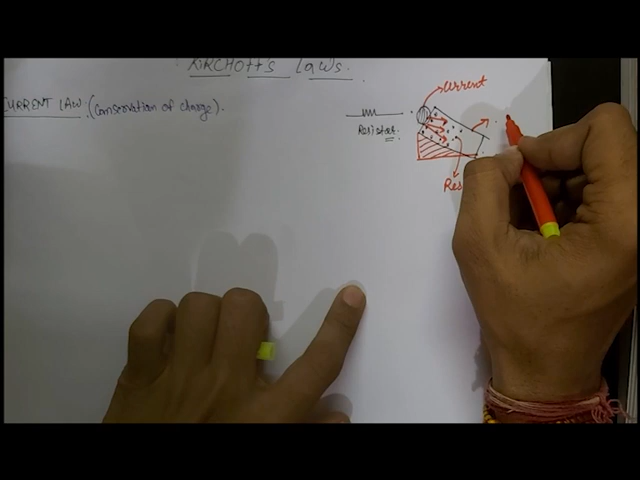 KIRCHOff's Laws.
CURRENT LAW. (Conservation of charge).
Current
Resistor.
Res